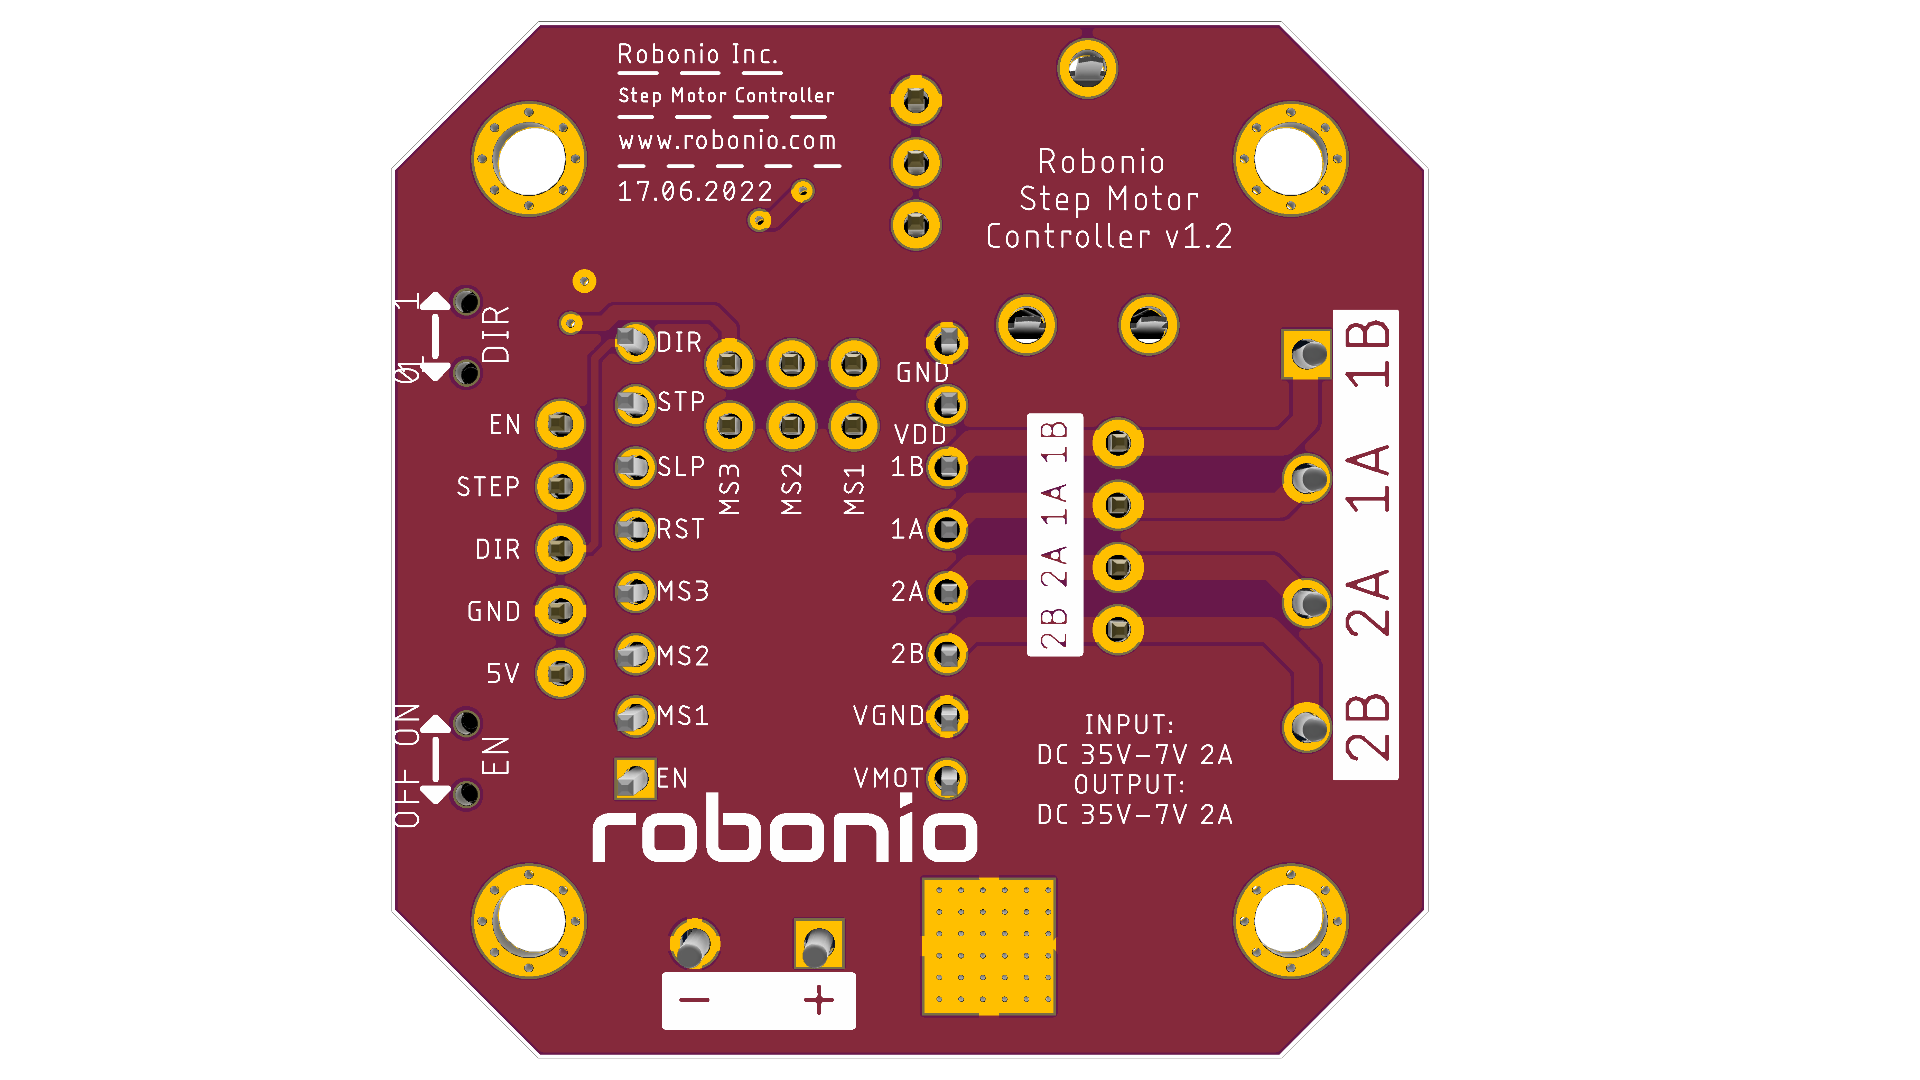 Robonio Inc.
Step Motor Controller
www.robonio.com
17.06.2022
Robonio
Step Motor
Controller v1.2
1
0
DIR
DIR
STP
SLP
RST
MS3
MS2
MS1
EN
EN
STEP
DIR
GND
5V
MS3
MS2
MS1
GND
VDD
1B
1A
2A
2B
VGND
VMOT
2B 2A 1A 1B
2B 2A 1A 1B
OFF ON
EN
INPUT:
DC 35V-7V 2A
OUTPUT:
DC 35V-7V 2A
robonio
- +